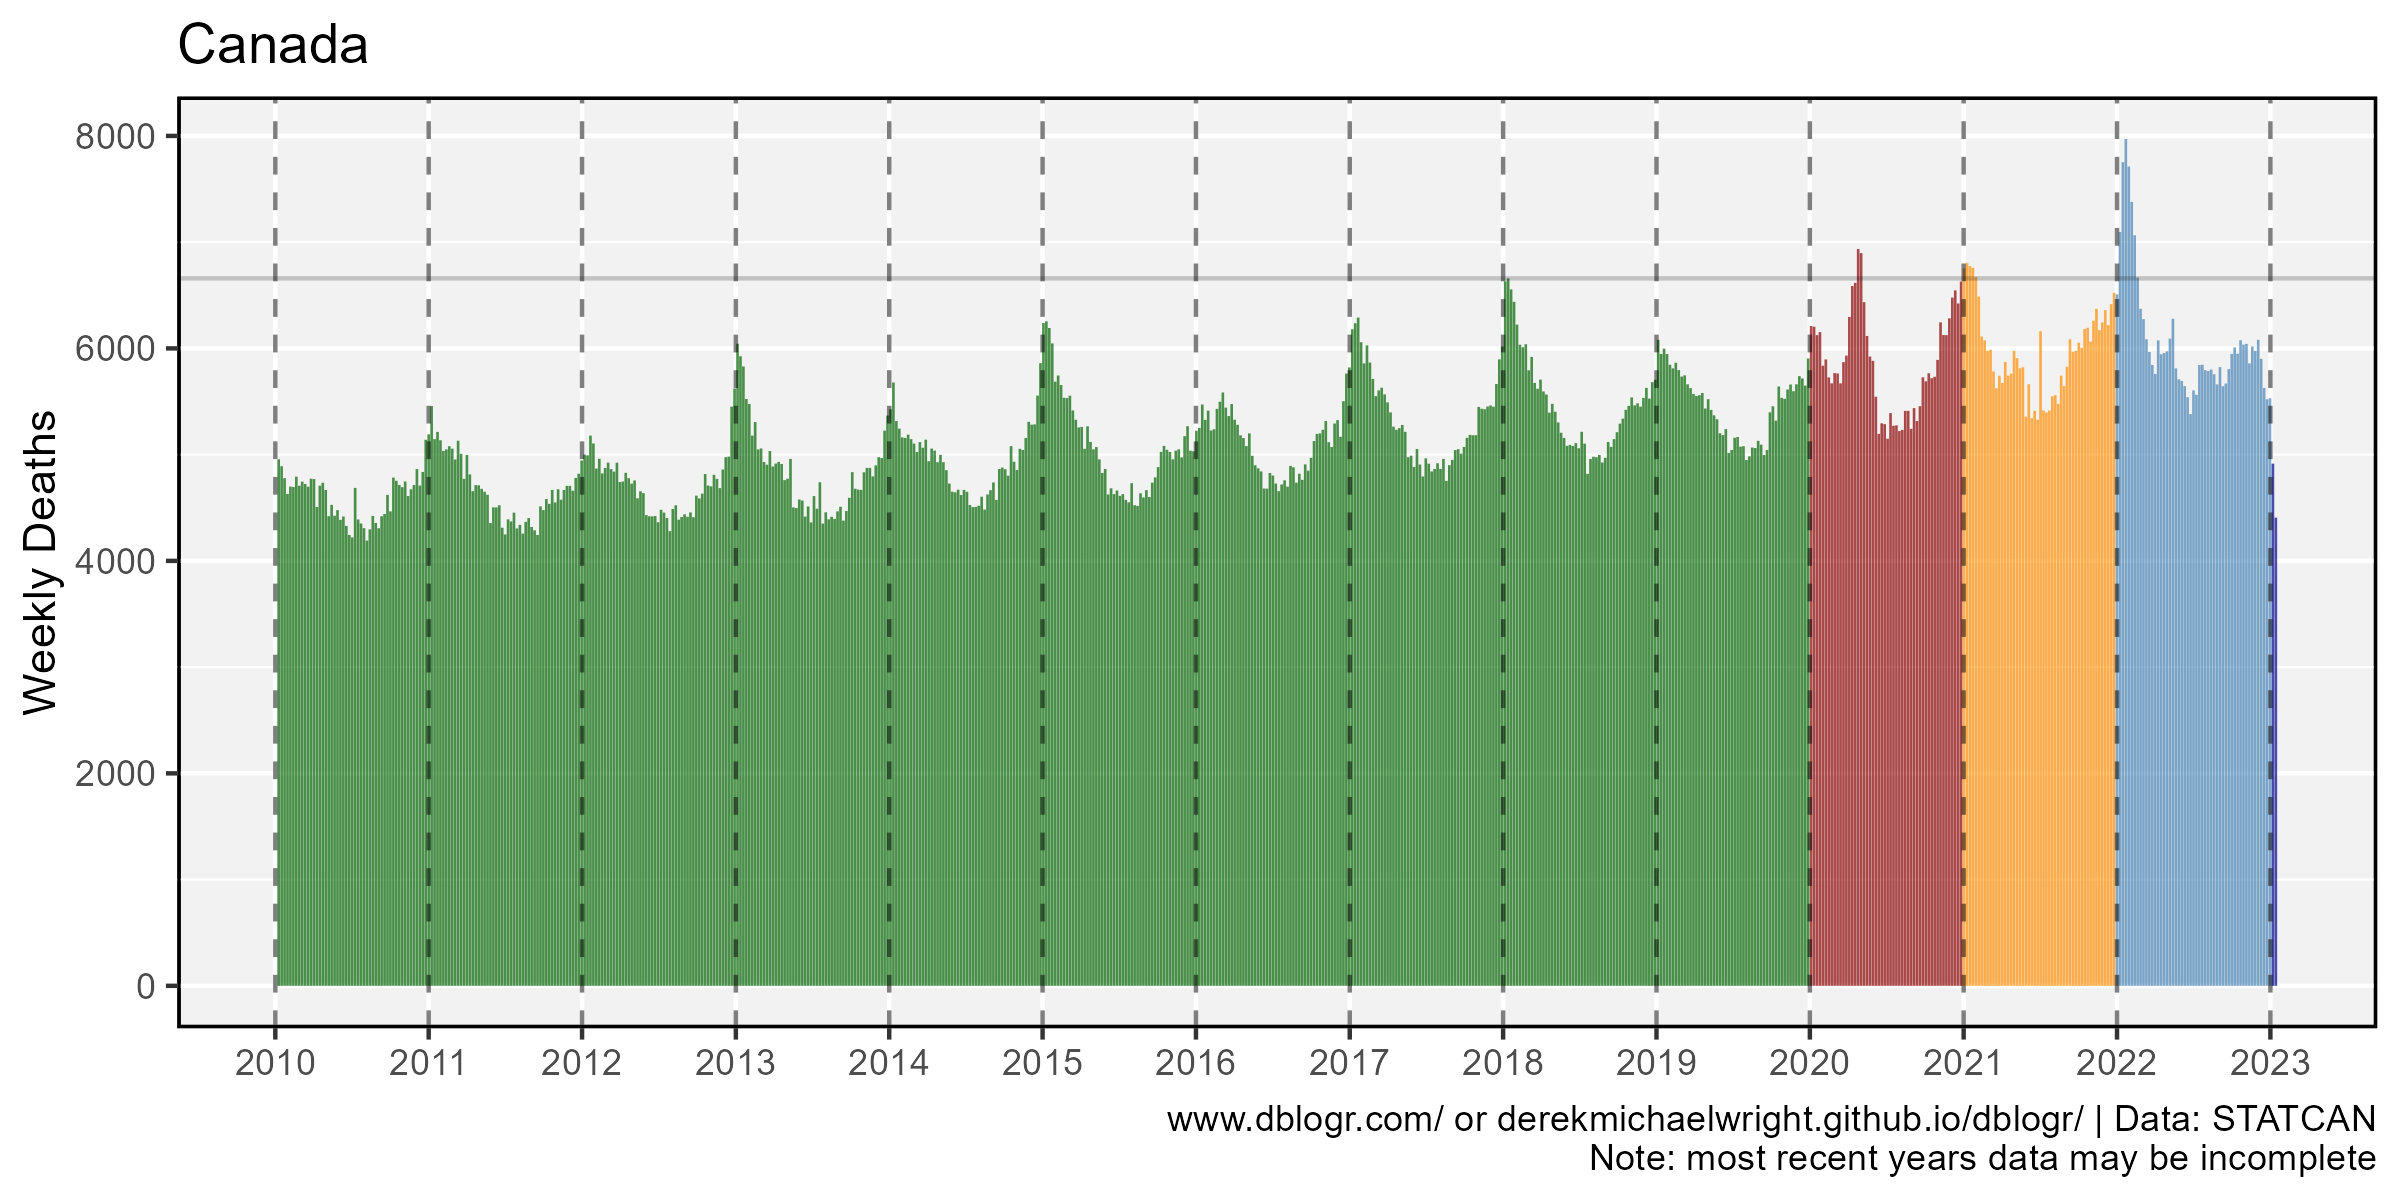 Canada
Weekly Deaths
8000
6000
4000
2000
0
2010 2011 2012 2013 2014 2015 2016 2017 2018 2019 2020 2021 2022 2023
www.dblogr.com/ or derekmichaelwright.github.io/dblogr/ | Data: STATCAN
Note: most recent years data may be incomplete